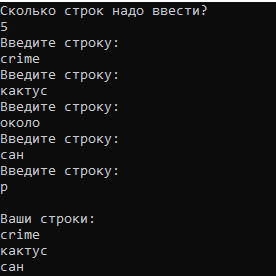 Сколько строк надо ввести?
5
Введите строку:
crime
Введите строку:
кактус
Введите строку:
около
Введите строку:
сан
Введите строку:
р
Ваши строки:
crime
кактус
сан